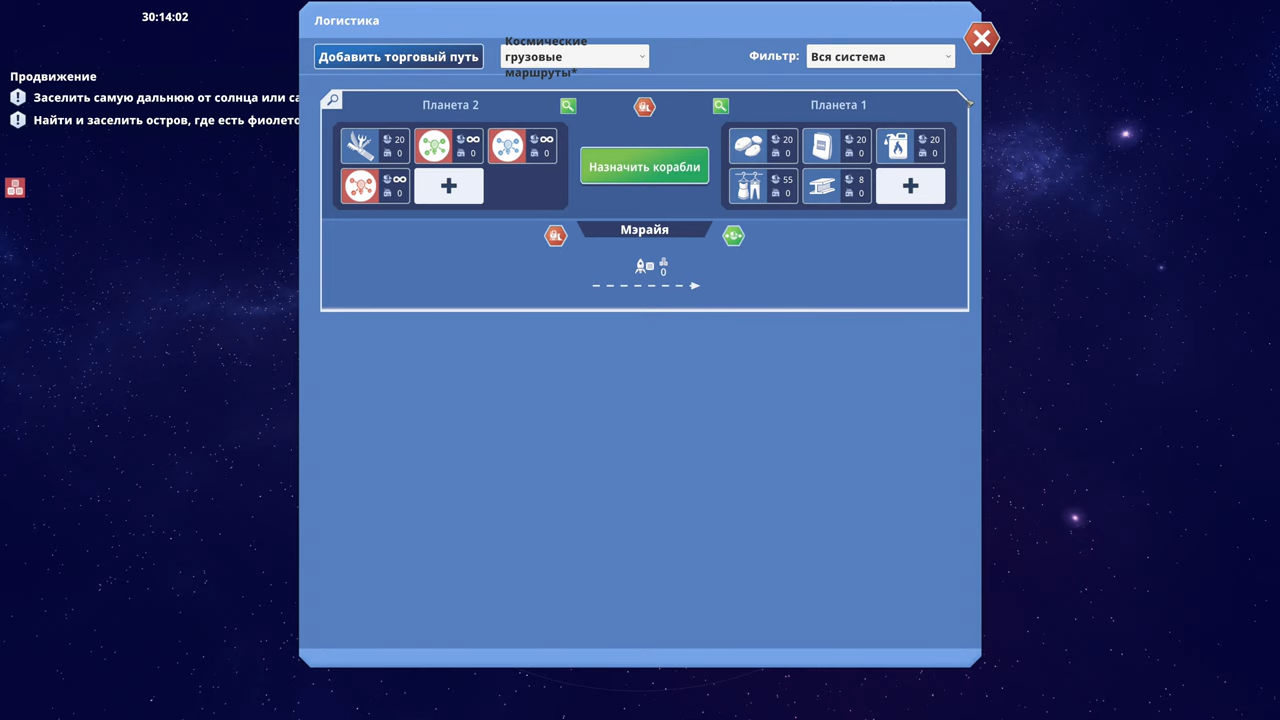 30:14:02
Логистика
Добавить торговый путь
Космические
грузовые
маршруты*
Фильтр:
Вся система
Продвижение
Заселить самую дальнюю от солнца или са
Найти и заселить остров, где есть фиолето
Планета 2
Планета 1
20
0
∞
0
∞
0
∞
0
+
Назначить корабли
20
0
20
0
20
0
55
0
8
0
+
Мэрайя
0